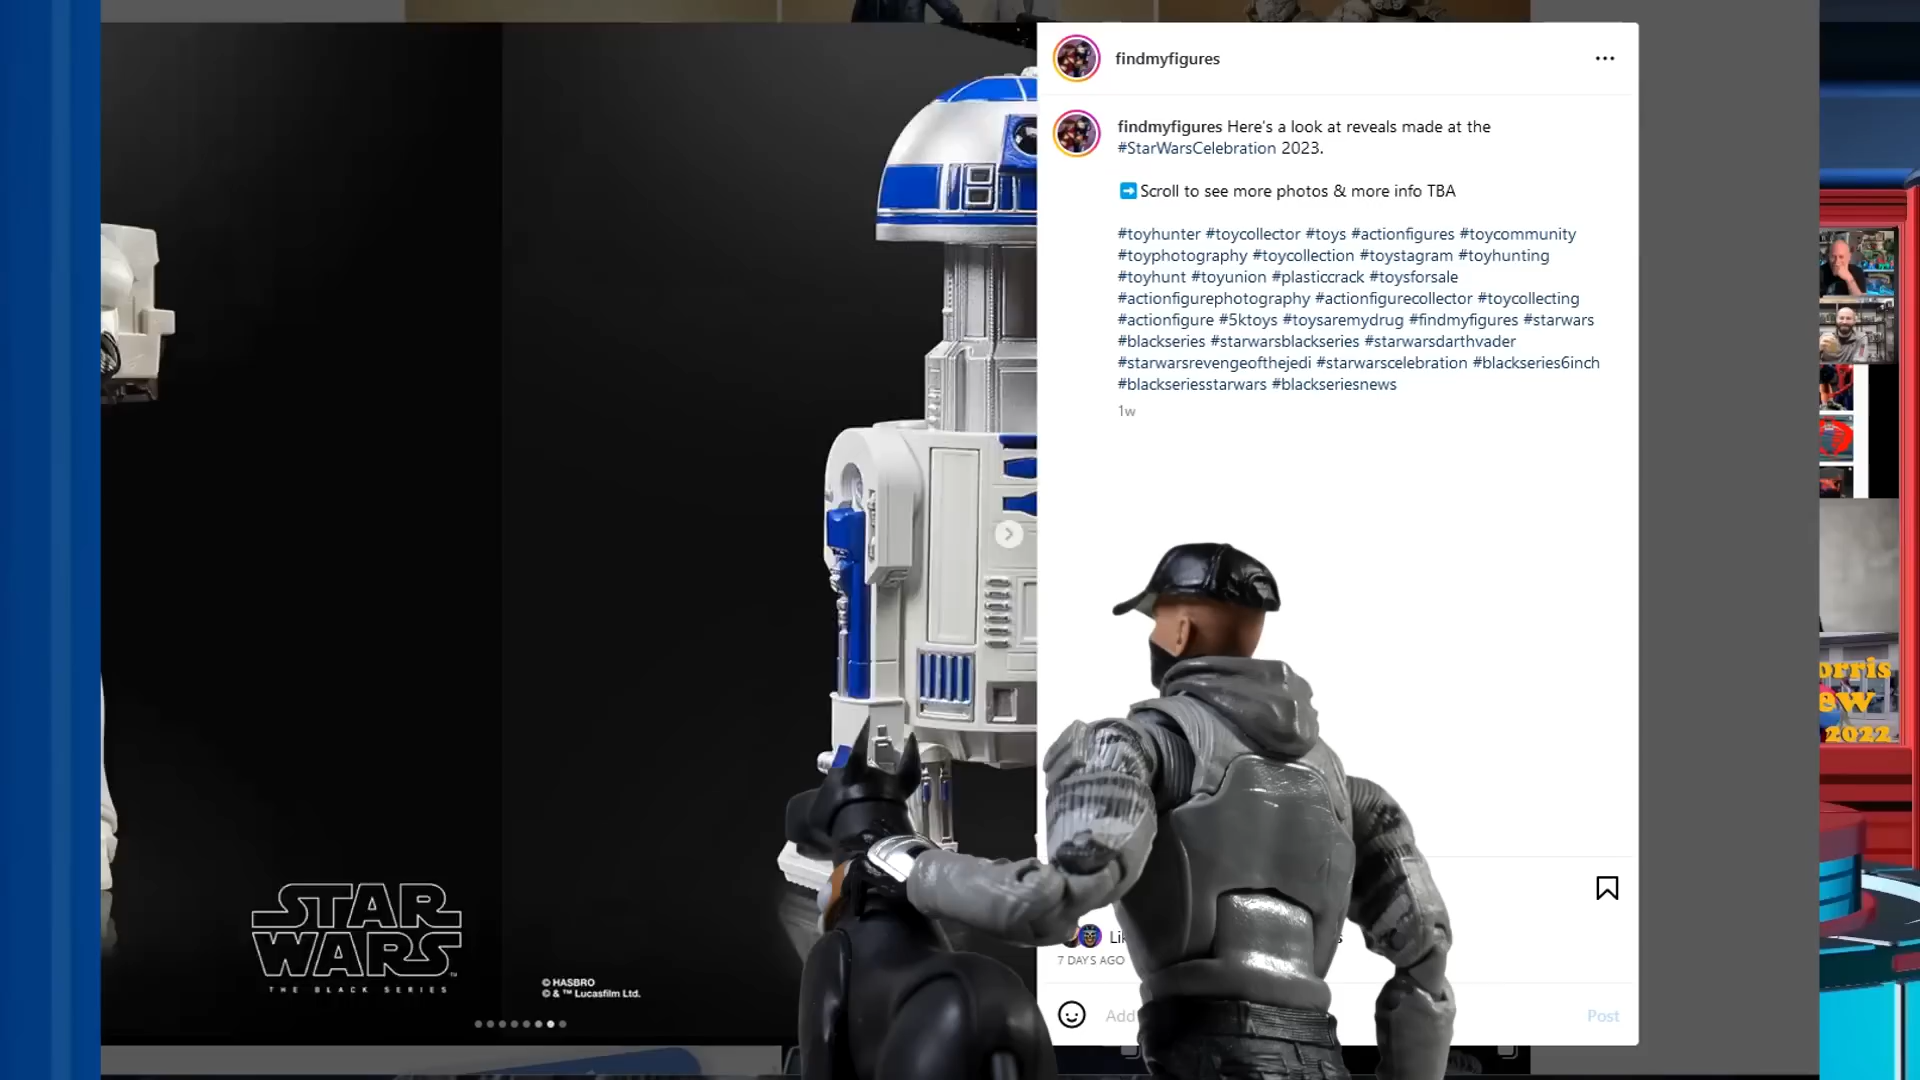 findmyfigures
findmyfigures Here's a look at reveals made at the
#StarWarsCelebration 2023.
Scroll to see more photos & more info TBA
#toyhunter #toycollector #toys #actionfigures #toycommunity
#toyphotography #toycollection #toystagram #toyhunting
#toyhunt #toyunion #plasticcrack #toysforsale
#actionfigurephotography #actionfigurecollector #toycollecting
#actionfigure #5ktoys #toysaremydrug #findmyfigures #starwars
#blackseries #starwarsblackseries #starwarsdarthvader
#starwarsrevengeofthejedi #starwarscelebration #blackseries6inch
#blackseriesstarwars #blackseriesnews
1w
7 DAYS AGO
Add
Post
STAR
WARS
THE BLACK SERIES
© HASBRO
© & ™ Lucasfilm Ltd.
orris
ew
2022